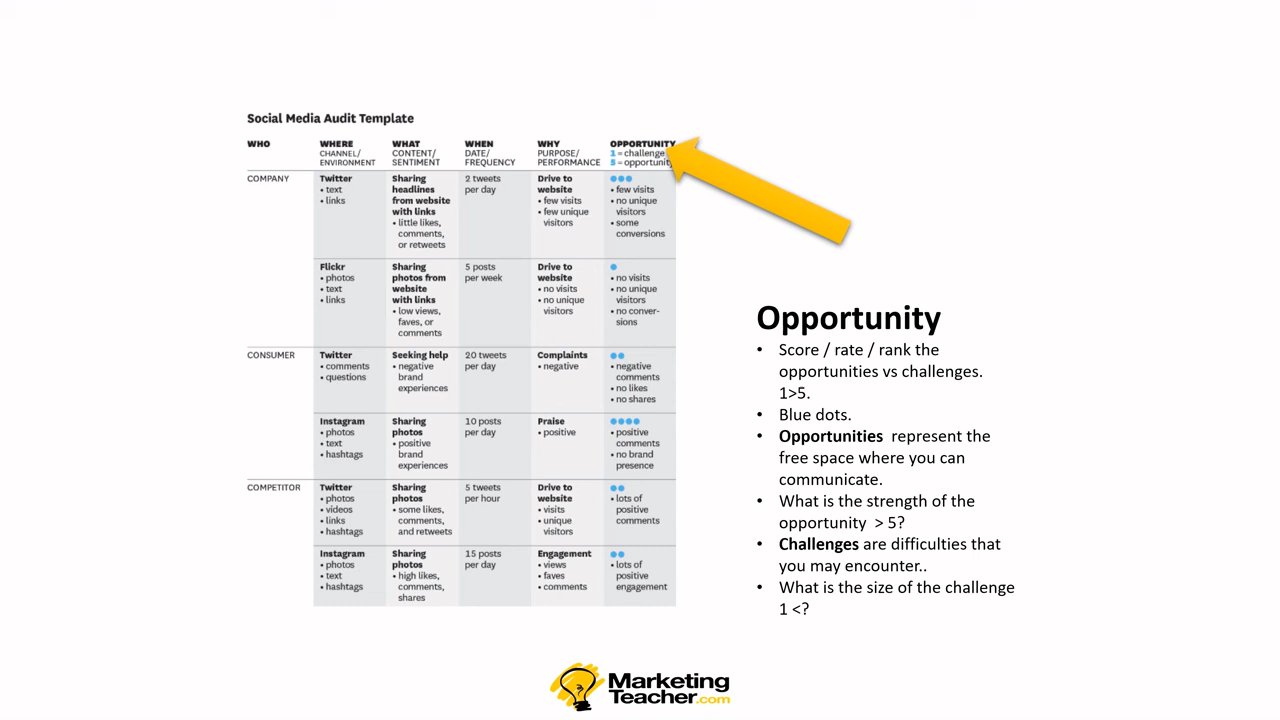 Social Media Audit Template
WHO WHERE WHAT WHEN WHY OPPORTUNITY
CHANNEL/ CONTENT/ DATE/ PURPOSE/ 1 = challenge
ENVIRONMENT SENTIMENT FREQUENCY PERFORMANCE 5 = opportunity
COMPANY
Twitter
• text
• links
Sharing
headlines
from website
with links
• little likes,
comments,
or retweets
2 tweets
per day
Drive to
website
• few visits
• few unique
visitors
• few visits
• no unique
visitors
• some
conversions
Flickr
• photos
• text
• links
Sharing
photos from
website
with links
• low views,
faves, or
comments
5 posts
per week
Drive to
website
• no visits
• no unique
visitors
• no visits
• no unique
visitors
• no conver-
sions
CONSUMER
Twitter
• comments
• questions
Seeking help
• negative
brand
experiences
20 tweets
per day
Complaints
• negative
• negative
comments
• no likes
• no shares
Instagram
• photos
• text
• hashtags
Sharing
photos
• positive
brand
experiences
10 posts
per day
Praise
• positive
• positive
comments
• no brand
presence
COMPETITOR
Twitter
• photos
• videos
• links
• hashtags
Sharing
photos
• some likes,
comments,
and retweets
5 tweets
per hour
Drive to
website
• visits
• unique
visitors
• lots of
positive
comments
Instagram
• photos
• text
• hashtags
Sharing
photos
• high likes,
comments,
shares
15 posts
per day
Engagement
• views
• faves
• comments
• lots of
positive
engagement
Opportunity
• Score / rate / rank the
opportunities vs challenges.
1>5.
• Blue dots.
• Opportunities represent the
free space where you can
communicate.
• What is the strength of the
opportunity > 5?
• Challenges are difficulties that
you may encounter..
• What is the size of the challenge
1 <?
Marketing
Teacher.com